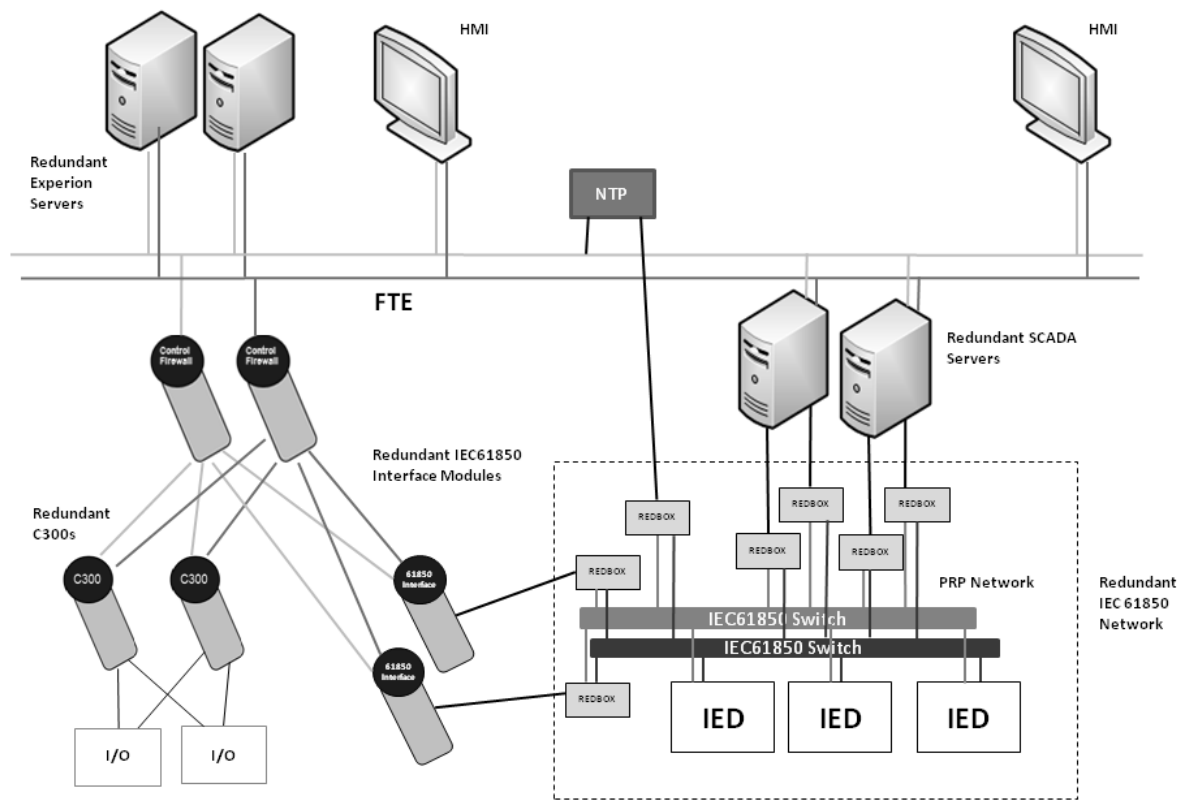 HMI
HMI
Redundant
Experion
Servers
NTP
FTE
Control
Firewall
Control
Firewall
Redundant SCADA
Servers
Redundant IEC61850
Interface Modules
Redundant
C300s
REDBOX
REDBOX
REDBOX
REDBOX
REDBOX
REDBOX
C300
C300
61850
Interface
PRP Network
Redundant
IEC 61850
Network
IEC61850 Switch
IEC61850 Switch
61850
Interface
REDBOX
IED
IED
IED
I/O
I/O